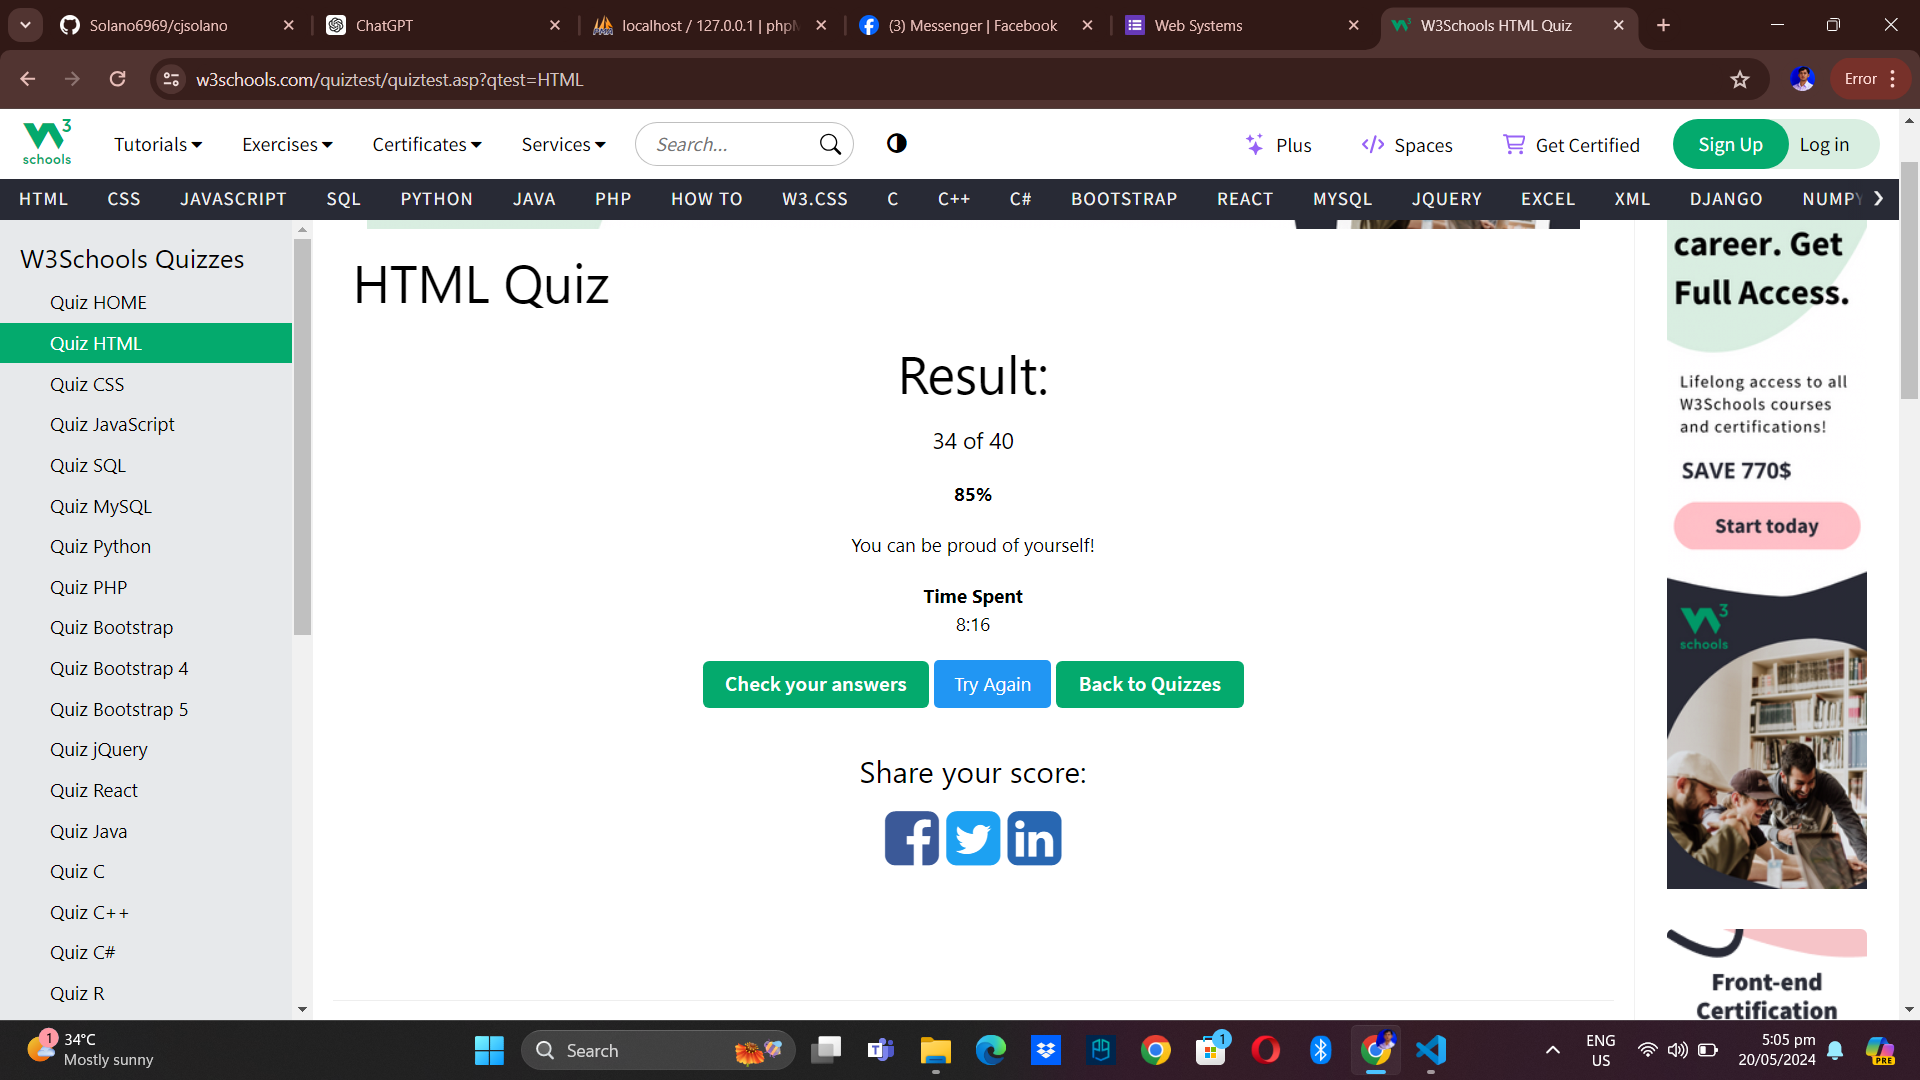 Solano6969/cjsolano
ChatGPT
localhost / 127.0.0.1 | php
(3) Messenger | Facebook
Web Systems
W3Schools HTML Quiz
w3schools.com/quiztest/quiztest.asp?qtest=HTML
Error
3
schools
Tutorials
Exercises
Certificates
Services
Search...
Plus
Spaces
Get Certified
Sign Up
Log in
HTML
CSS
JAVASCRIPT
SQL
PYTHON
JAVA
PHP
HOW TO
W3.CSS
C
C++
C#
BOOTSTRAP
REACT
MYSQL
JQUERY
EXCEL
XML
DJANGO
NUMPY
W3Schools Quizzes
Quiz HOME
Quiz HTML
Quiz CSS
Quiz JavaScript
Quiz SQL
Quiz MySQL
Quiz Python
Quiz PHP
Quiz Bootstrap
Quiz Bootstrap 4
Quiz Bootstrap 5
Quiz jQuery
Quiz React
Quiz Java
Quiz C
Quiz C++
Quiz C#
Quiz R
HTML Quiz
Result:
34 of 40
85%
You can be proud of yourself!
Time Spent
8:16
Check your answers
Try Again
Back to Quizzes
Share your score:
career. Get
Full Access.
Lifelong access to all
W3Schools courses
and certifications!
SAVE 770$
Start today
3
schools
Front-end
Certification
1
34°C
Mostly sunny
Search
1
ENG
US
5:05 pm
20/05/2024
PRE